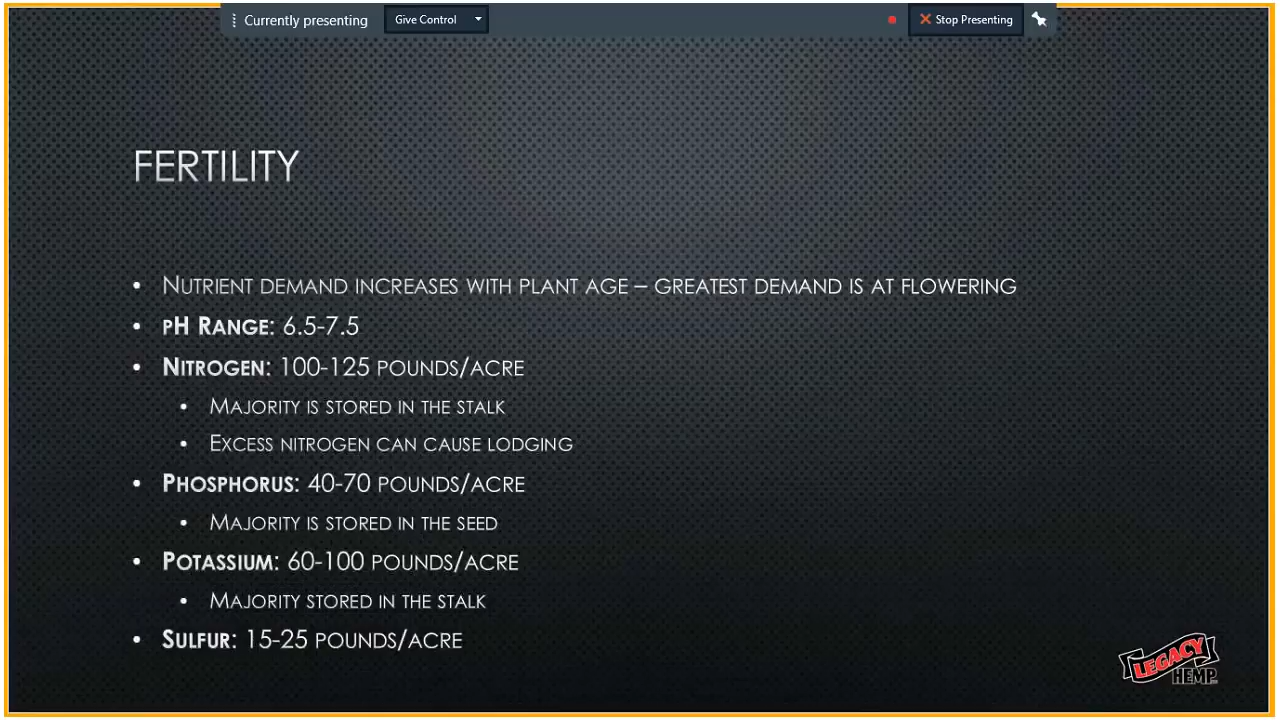 Currently presenting
Give Control
Stop Presenting
FERTILITY
• NUTRIENT DEMAND INCREASES WITH PLANT AGE – GREATEST DEMAND IS AT FLOWERING
• PH RANGE: 6.5-7.5
• NITROGEN: 100-125 POUNDS/ACRE
• MAJORITY IS STORED IN THE STALK
• EXCESS NITROGEN CAN CAUSE LODGING
• PHOSPHORUS: 40-70 POUNDS/ACRE
• MAJORITY IS STORED IN THE SEED
• POTASSIUM: 60-100 POUNDS/ACRE
• MAJORITY STORED IN THE STALK
• SULFUR: 15-25 POUNDS/ACRE
LEGACY
HEMP